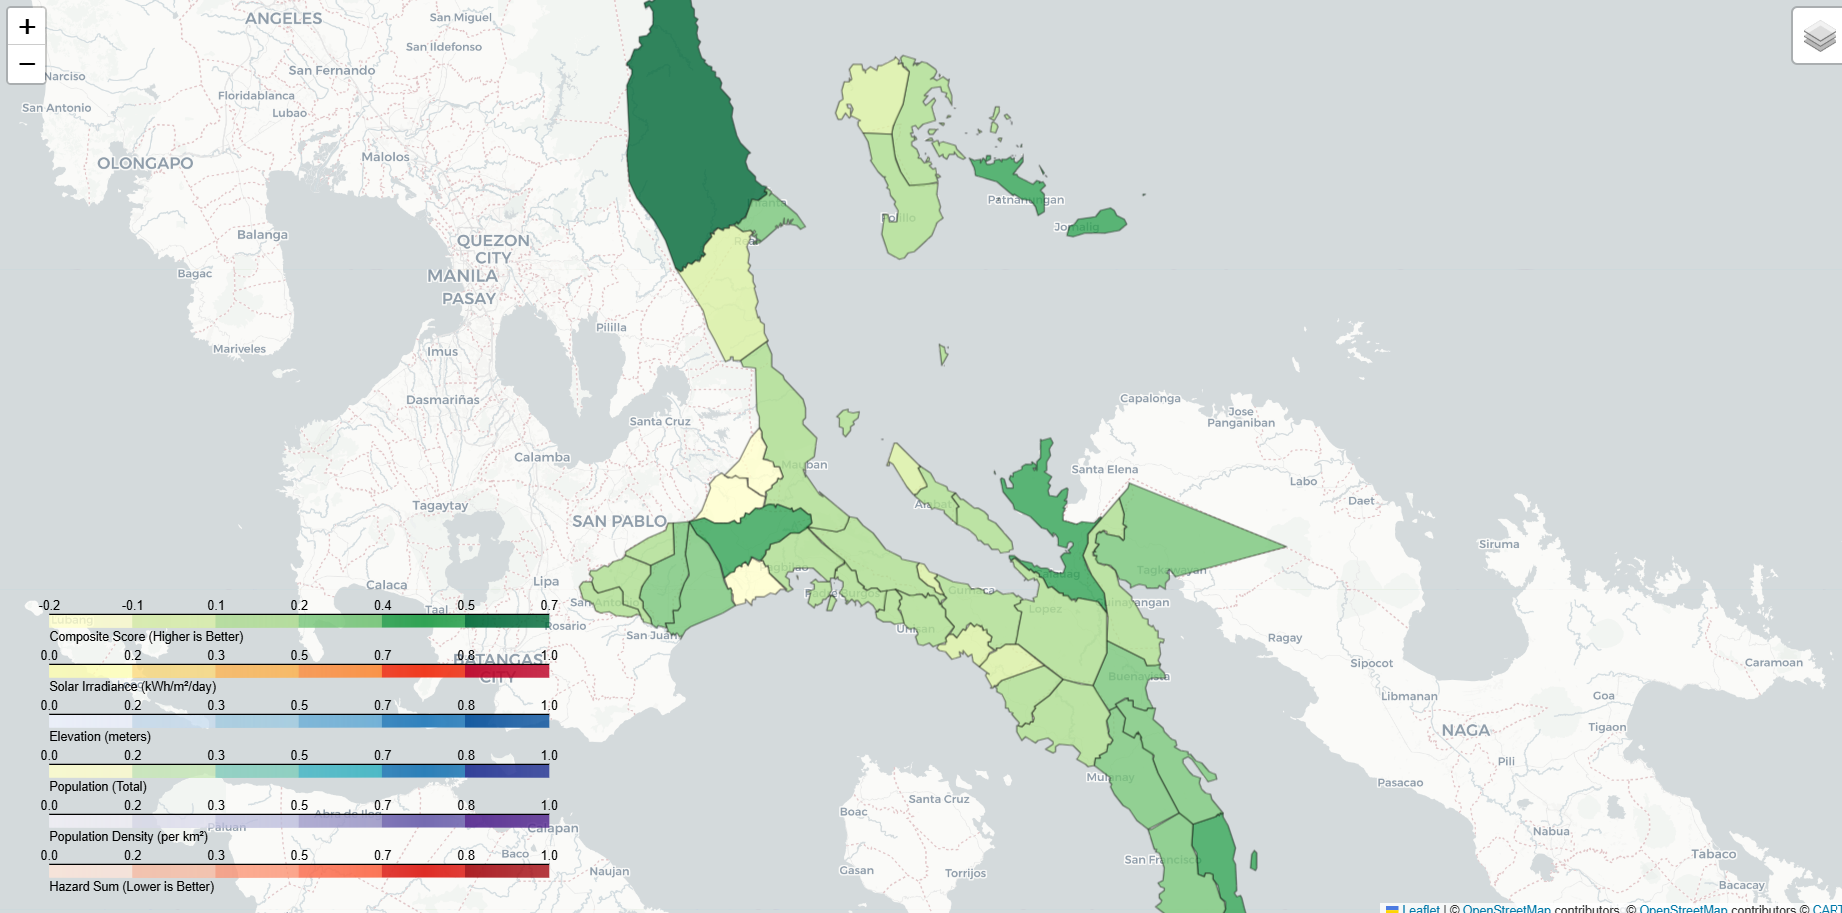 +
−
ANGELES
San Miguel
San Ildefonso
Narciso
San Fernando
Floridablanca
San Antonio
Lubao
OLONGAPO
Malolos
Patnanungan
Polillo
Jomalig
Real
Balanga
QUEZON
CITY
MANILA
Bagac
PASAY
Pililla
Mariveles
Imus
Dasmariñas
Capalonga
Jose
Panganiban
Santa Cruz
Calamba
Mauban
Santa Elena
Labo
Daet
Tagaytay
Alabat
SAN PABLO
Siruma
Pagbilao
Tagkawayan
Calaca
Lipa
Padre Burgos
Gumaca
San Antonio
Lopez
Taal
Unisan
Rosario
San Juan
Ragay
Sipocot
Caramoan
BATANGAS
CITY
Buenavista
Libmanan
Goa
NAGA
Tigaon
Pili
Mulanay
Pasacao
Santa Cruz
Boac
Nabua
Tabaco
San Francisco
Gasan
Torrijos
Bacacay
Abra de Ilog
Paluan
Calapan
Baco
Naujan
Lubang
-0.2 -0.1 0.1 0.2 0.4 0.5 0.7
Composite Score (Higher is Better)
0.0 0.2 0.3 0.5 0.7 0.8 1.0
Solar Irradiance (kWh/m²/day)
0.0 0.2 0.3 0.5 0.7 0.8 1.0
Elevation (meters)
0.0 0.2 0.3 0.5 0.7 0.8 1.0
Population (Total)
0.0 0.2 0.3 0.5 0.7 0.8 1.0
Population Density (per km²)
0.0 0.2 0.3 0.5 0.7 0.8 1.0
Hazard Sum (Lower is Better)
Leaflet | © OpenStreetMap contributors, © OpenStreetMap contributors © CART